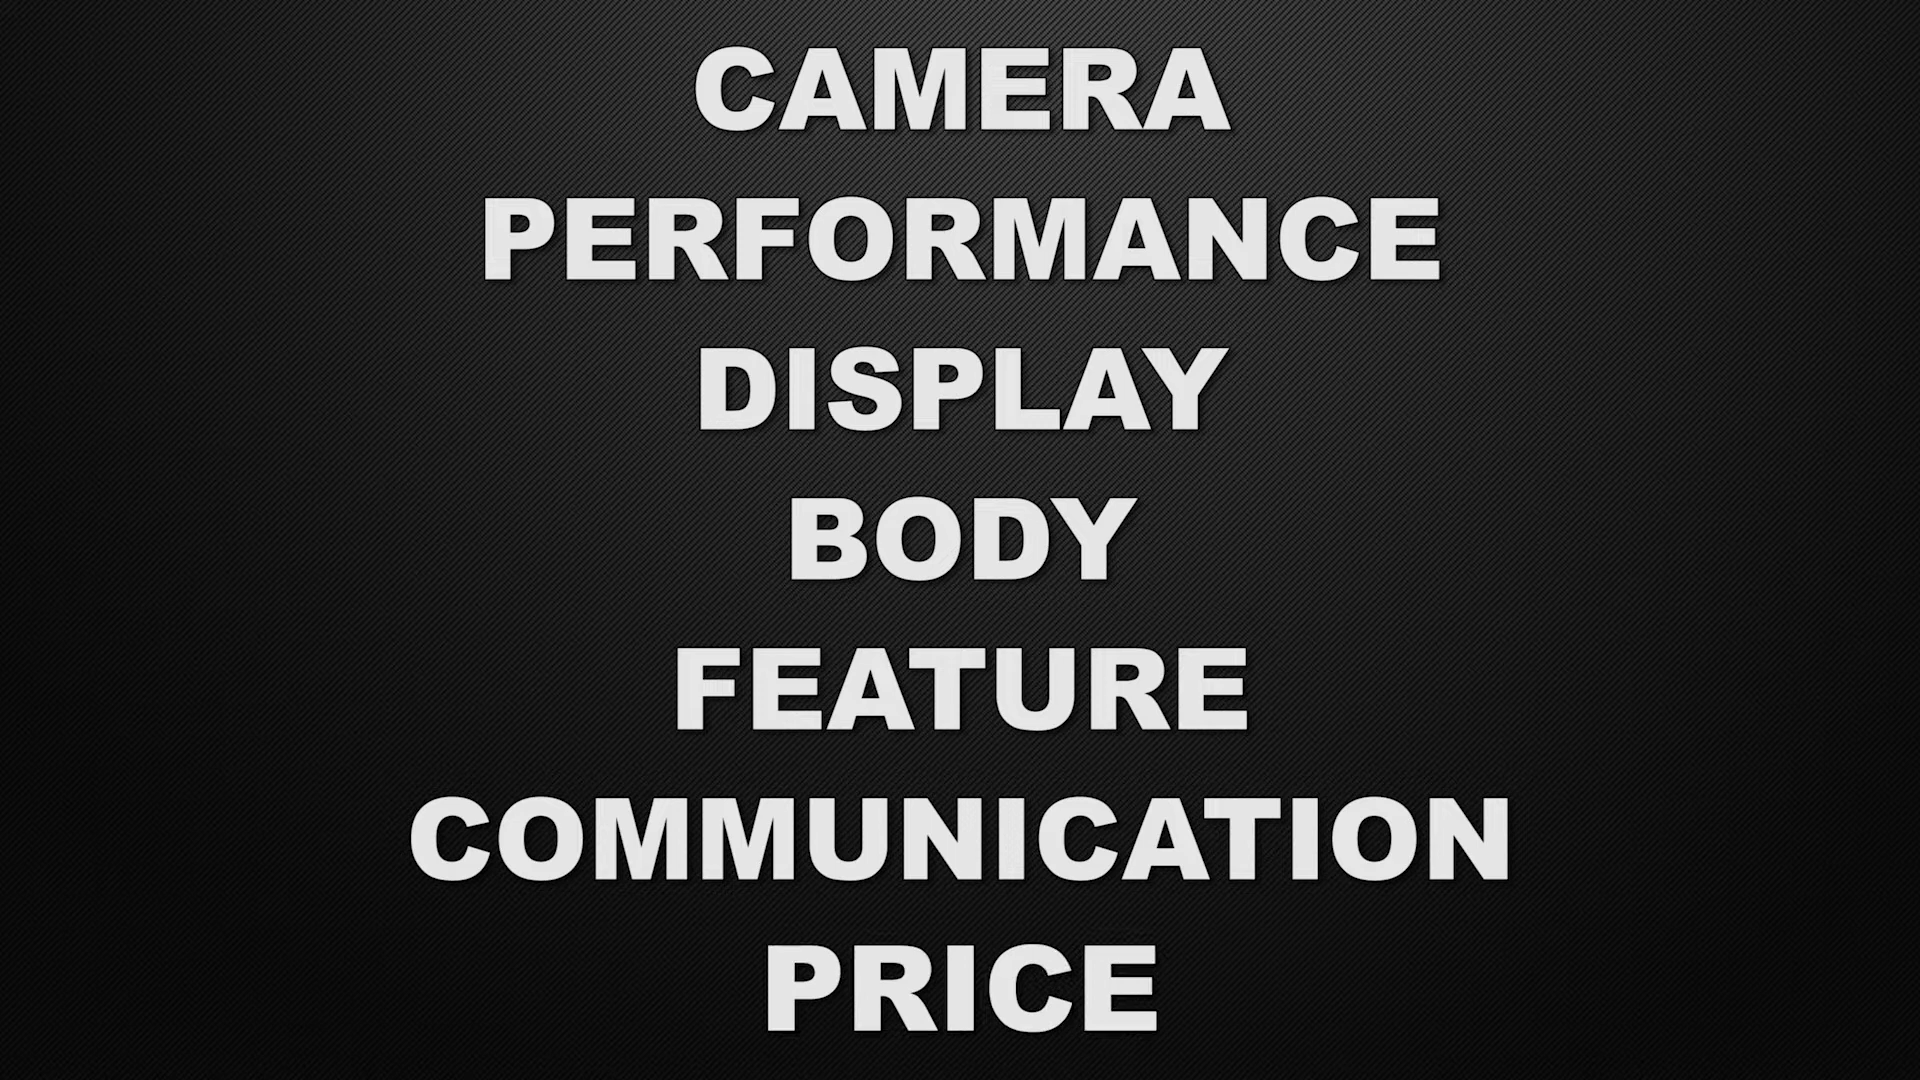 CAMERA
PERFORMANCE
DISPLAY
BODY
FEATURE
COMMUNICATION
PRICE